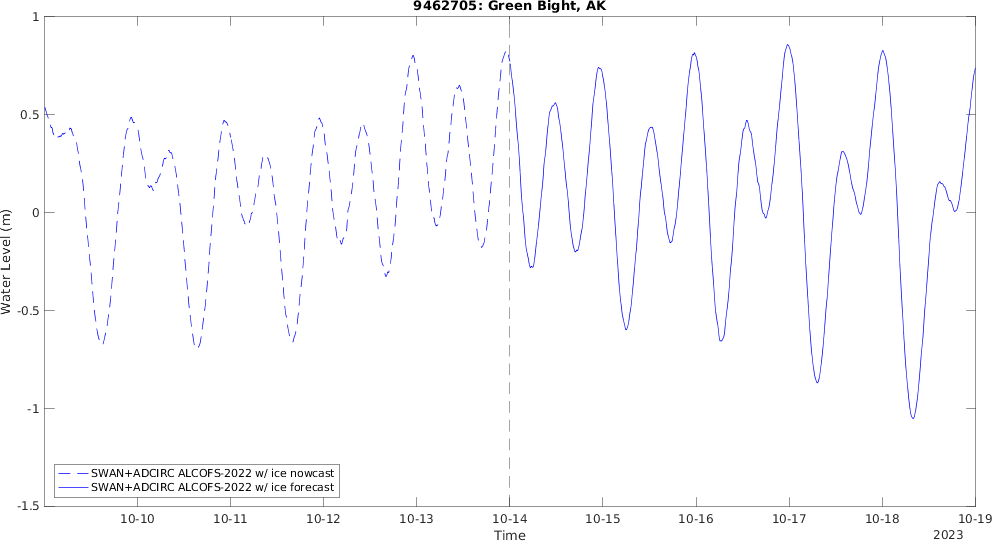 9462705: Green Bight, AK
1
0.5
0
-0.5
-1
-1.5
Water Level (m)
SWAN+ADCIRC ALCOFS-2022 w/ ice nowcast
SWAN+ADCIRC ALCOFS-2022 w/ ice forecast
10-10 10-11 10-12 10-13 10-14 10-15 10-16 10-17 10-18 10-19
Time
2023